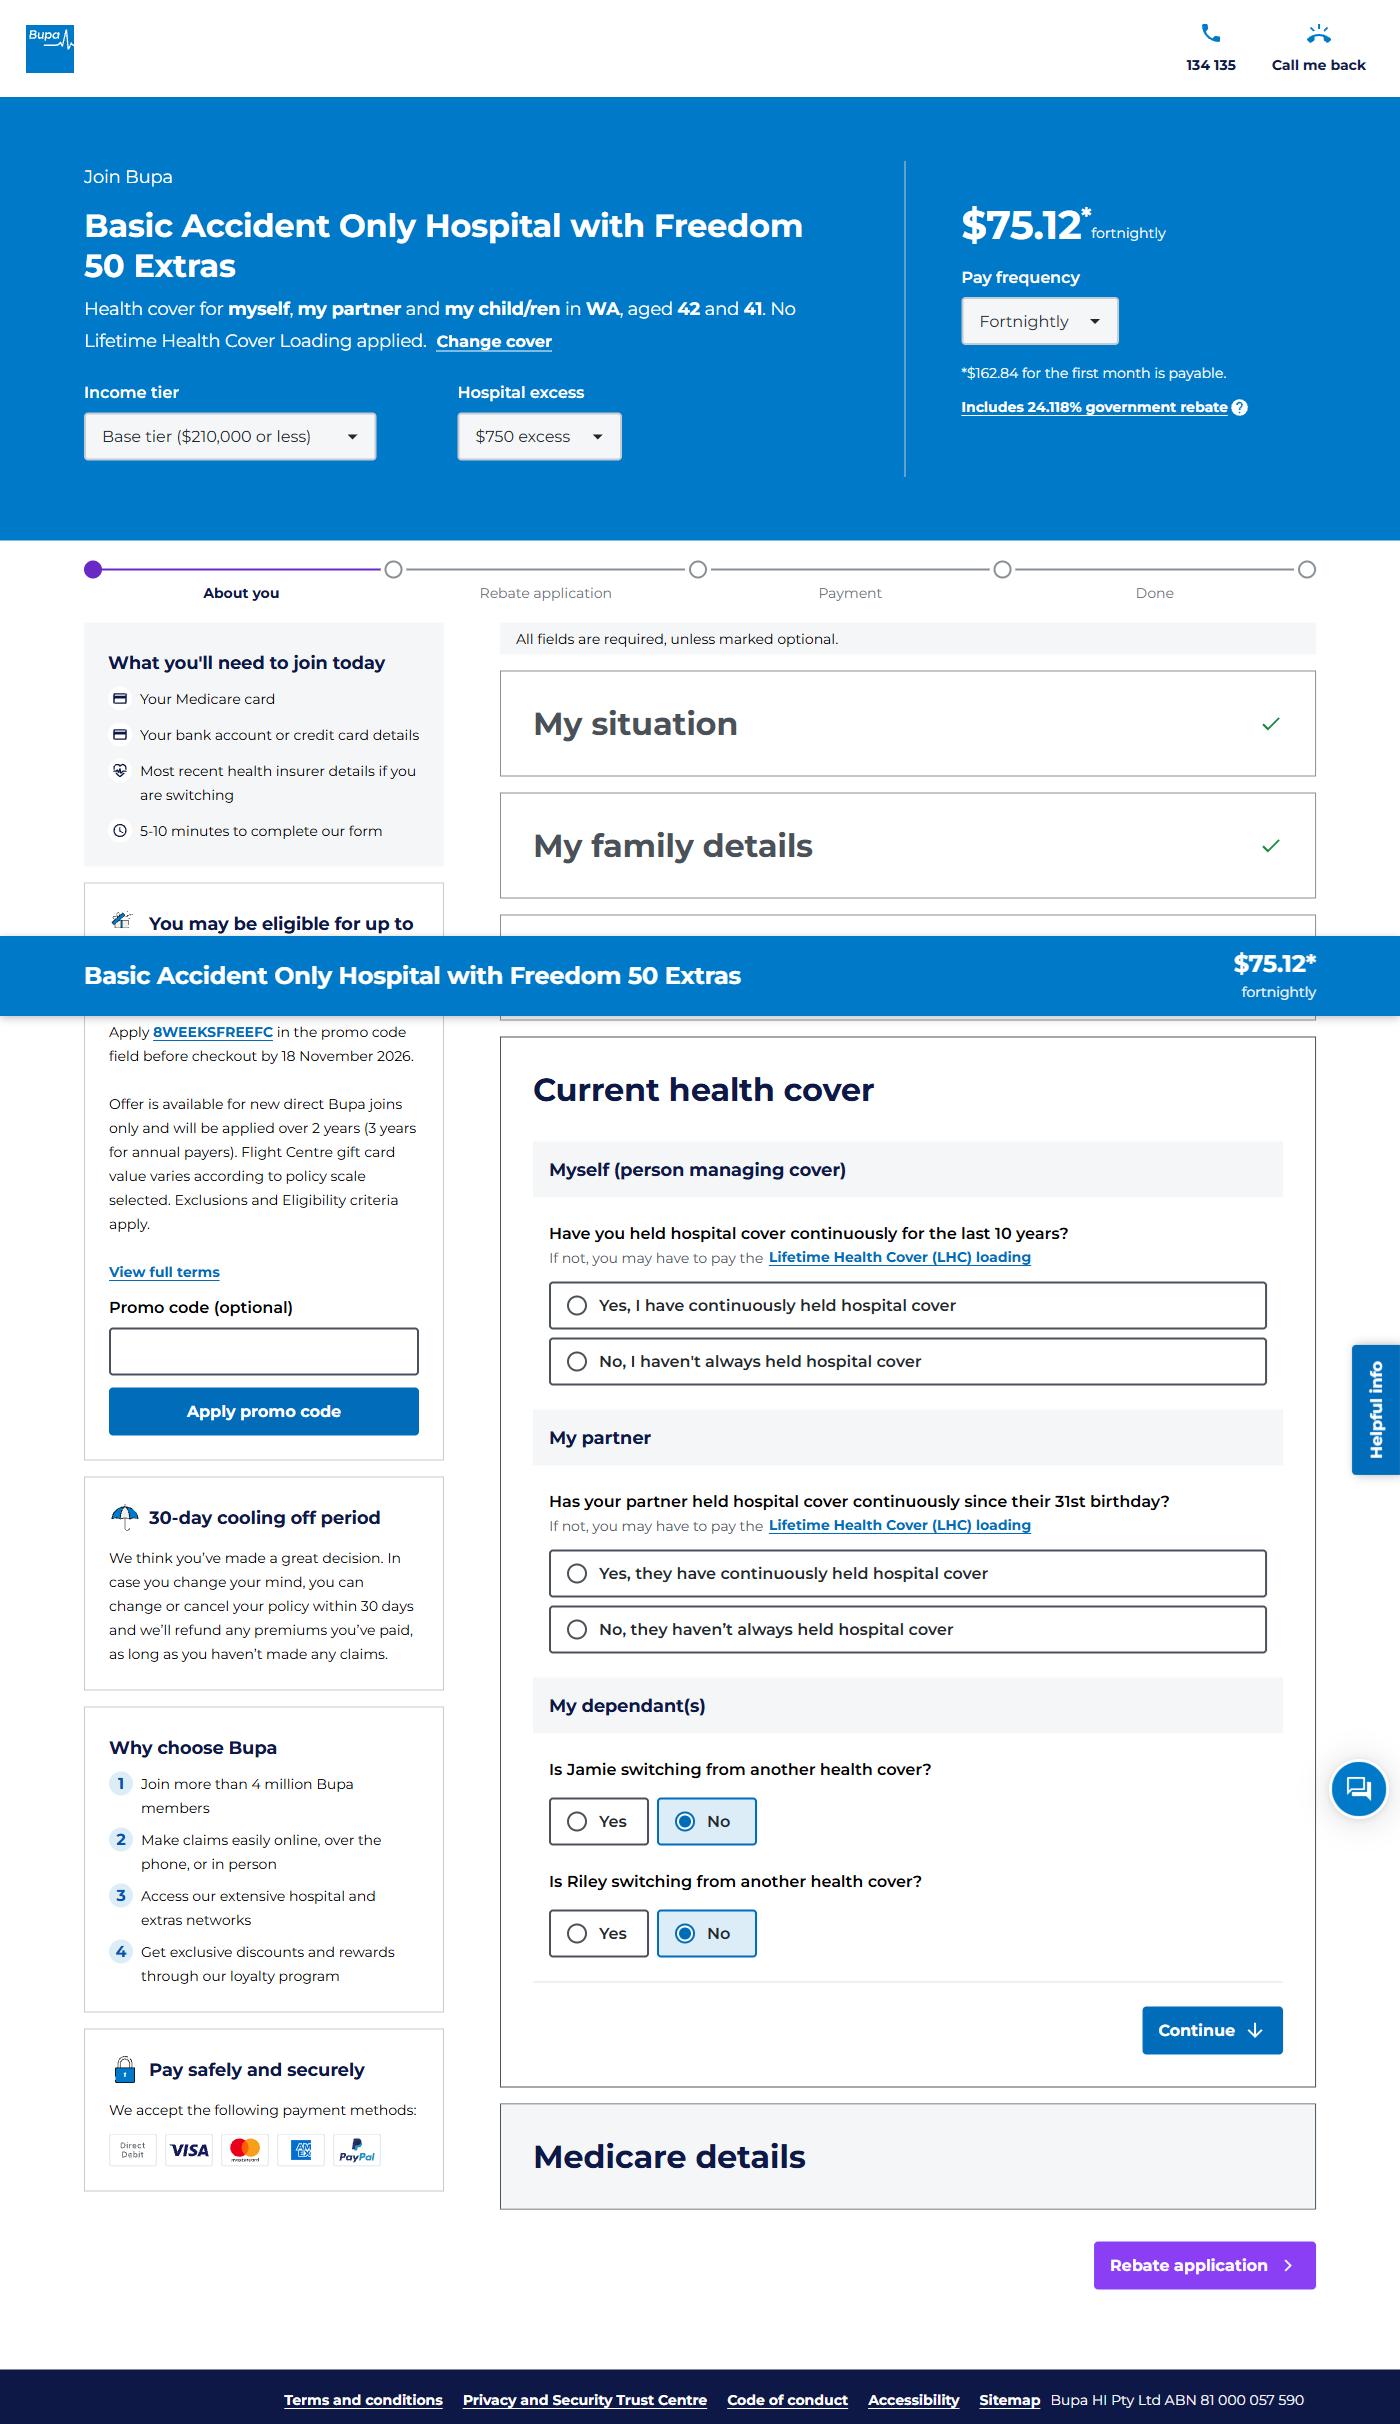 Bupa
134 135
Call me back
Join Bupa
Basic Accident Only Hospital with Freedom
50 Extras
Health cover for myself, my partner and my child/ren in WA, aged 42 and 41. No
Lifetime Health Cover Loading applied. Change cover
Income tier
Base tier ($210,000 or less)
Hospital excess
$750 excess
$75.12* fortnightly
Pay frequency
Fortnightly
*$162.84 for the first month is payable.
Includes 24.118% government rebate
About you
Rebate application
Payment
Done
What you'll need to join today
Your Medicare card
Your bank account or credit card details
Most recent health insurer details if you
are switching
5-10 minutes to complete our form
You may be eligible for up to
All fields are required, unless marked optional.
My situation
My family details
Basic Accident Only Hospital with Freedom 50 Extras
$75.12*
fortnightly
Apply 8WEEKSFREEFC in the promo code
field before checkout by 18 November 2026.
Offer is available for new direct Bupa joins
only and will be applied over 2 years (3 years
for annual payers). Flight Centre gift card
value varies according to policy scale
selected. Exclusions and Eligibility criteria
apply.
View full terms
Promo code (optional)
Apply promo code
30-day cooling off period
We think you’ve made a great decision. In
case you change your mind, you can
change or cancel your policy within 30 days
and we’ll refund any premiums you’ve paid,
as long as you haven’t made any claims.
Why choose Bupa
1 Join more than 4 million Bupa
members
2 Make claims easily online, over the
phone, or in person
3 Access our extensive hospital and
extras networks
4 Get exclusive discounts and rewards
through our loyalty program
Pay safely and securely
We accept the following payment methods:
Direct
Debit
VISA
mastercard
AM
EX
PayPal
Current health cover
Myself (person managing cover)
Have you held hospital cover continuously for the last 10 years?
If not, you may have to pay the Lifetime Health Cover (LHC) loading
Yes, I have continuously held hospital cover
No, I haven't always held hospital cover
My partner
Has your partner held hospital cover continuously since their 31st birthday?
If not, you may have to pay the Lifetime Health Cover (LHC) loading
Yes, they have continuously held hospital cover
No, they haven’t always held hospital cover
My dependant(s)
Is Jamie switching from another health cover?
Yes
No
Is Riley switching from another health cover?
Yes
No
Continue
Medicare details
Rebate application
Helpful info
Terms and conditions Privacy and Security Trust Centre Code of conduct Accessibility Sitemap Bupa HI Pty Ltd ABN 81 000 057 590